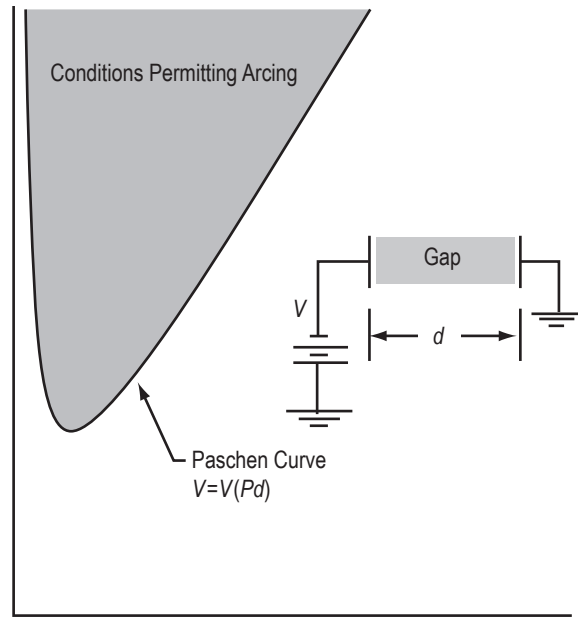 Conditions Permitting Arcing
Gap
V
d
Paschen Curve
V=V(Pd)